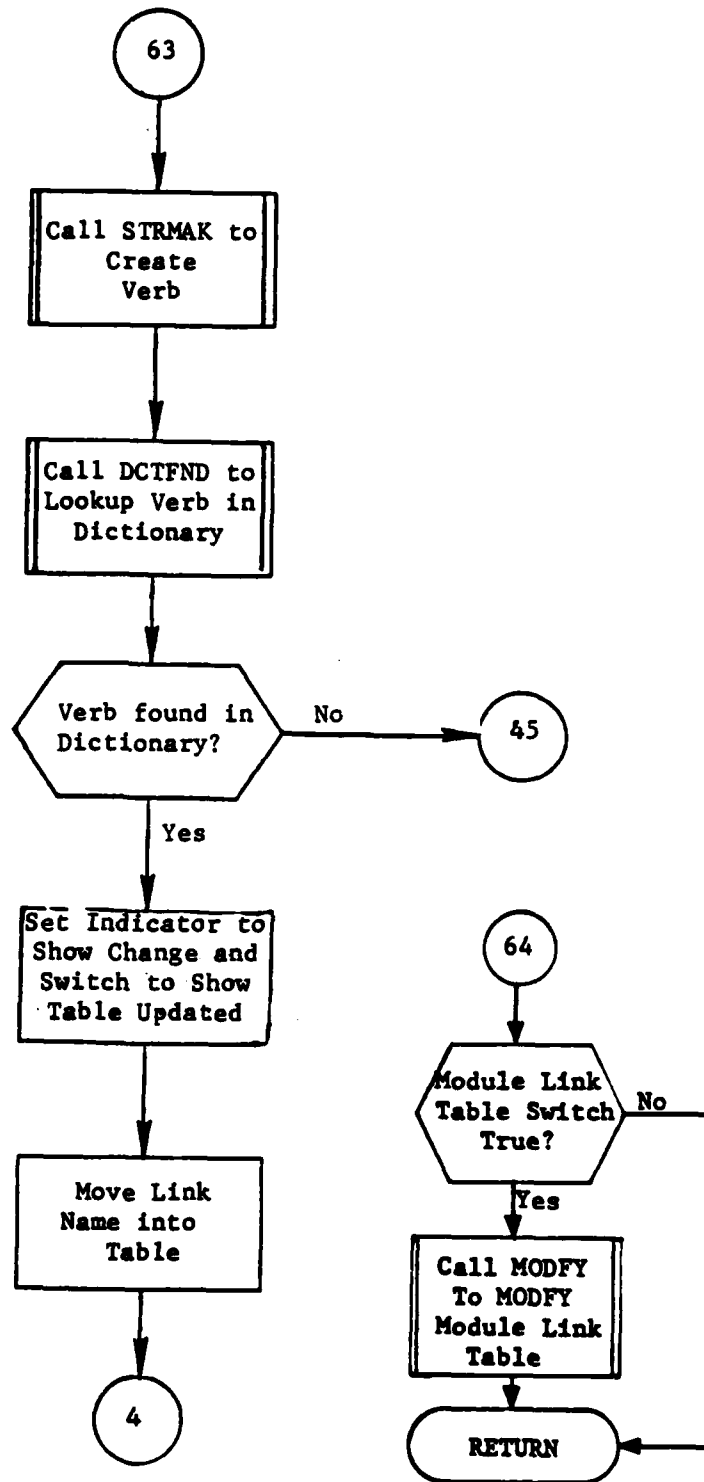 63
Call STRMAK to
Create
Verb
Call DCTFND to
Lookup Verb in
Dictionary
Verb found in
Dictionary?
No
45
Yes
Set Indicator to
Show Change and
Switch to Show
Table Updated
Move Link
Name into
Table
4
64
Module Link
Table Switch
True?
No
Yes
Call MODFY
To MODFY
Module Link
Table
RETURN